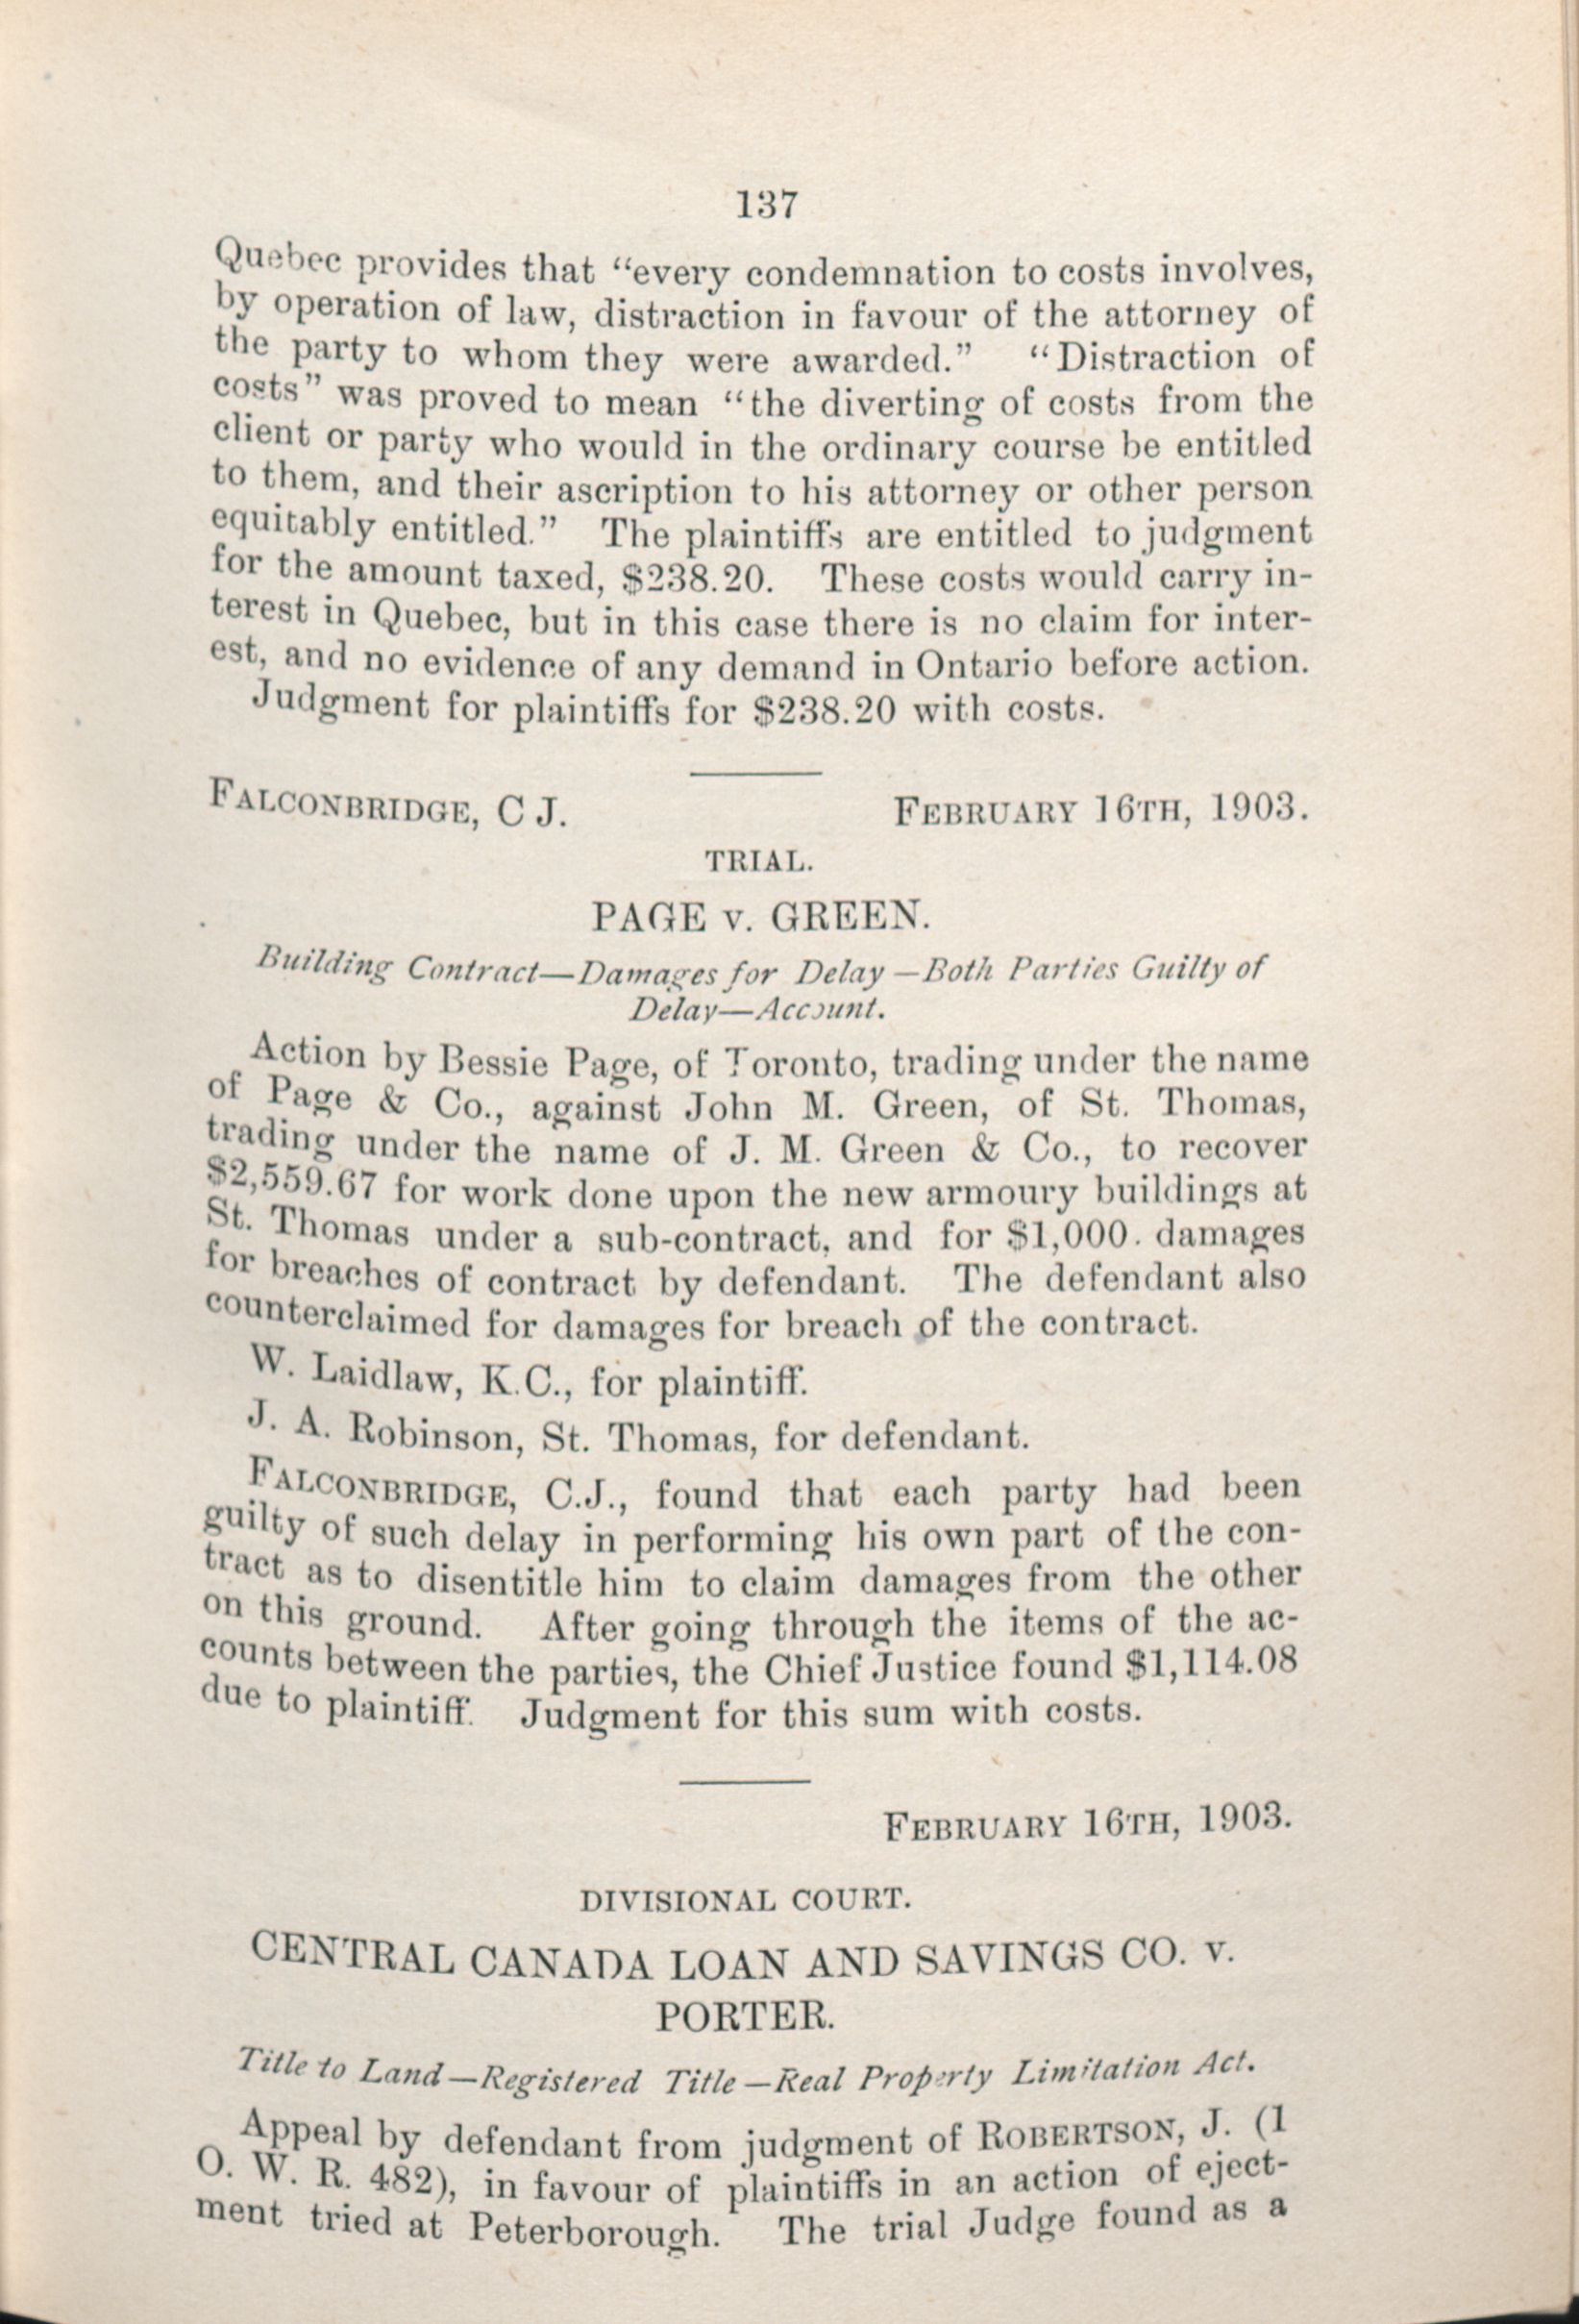 137
Quebec provides that “every condemnation to costs involves,
by operation of law, distraction in favour of the attorney of
the party to whom they were awarded.” “Distraction of
costs” was proved to mean “the diverting of costs from the
client or party who would in the ordinary course be entitled
to them, and their ascription to his attorney or other person
equitably entitled.” The plaintiffs are entitled to judgment
for the amount taxed, $238.20. These costs would carry in-
terest in Quebec, but in this case there is no claim for inter-
est, and no evidence of any demand in Ontario before action.
Judgment for plaintiffs for $238.20 with costs.
FALCONBRIDGE, C J. FEBRUARY 16TH, 1903.
TRIAL.
PAGE v. GREEN.
Building Contract—Damages for Delay—Both Parties Guilty of
Delay—Account.
Action by Bessie Page, of Toronto, trading under the name
of Page & Co., against John M. Green, of St. Thomas,
trading under the name of J. M. Green & Co., to recover
$2,559.67 for work done upon the new armoury buildings at
St. Thomas under a sub-contract, and for $1,000. damages
for breaches of contract by defendant. The defendant also
counterclaimed for damages for breach of the contract.
W. Laidlaw, K.C., for plaintiff.
J. A. Robinson, St. Thomas, for defendant.
FALCONBRIDGE, C.J., found that each party had been
guilty of such delay in performing his own part of the con-
tract as to disentitle him to claim damages from the other
on this ground. After going through the items of the ac-
counts between the parties, the Chief Justice found $1,114.08
due to plaintiff. Judgment for this sum with costs.
FEBRUARY 16TH, 1903.
DIVISIONAL COURT.
CENTRAL CANADA LOAN AND SAVINGS CO. v.
PORTER.
Title to Land—Registered Title—Real Property Limitation Act.
Appeal by defendant from judgment of ROBERTSON, J. (1
O. W. R. 482), in favour of plaintiffs in an action of eject-
ment tried at Peterborough. The trial Judge found as a